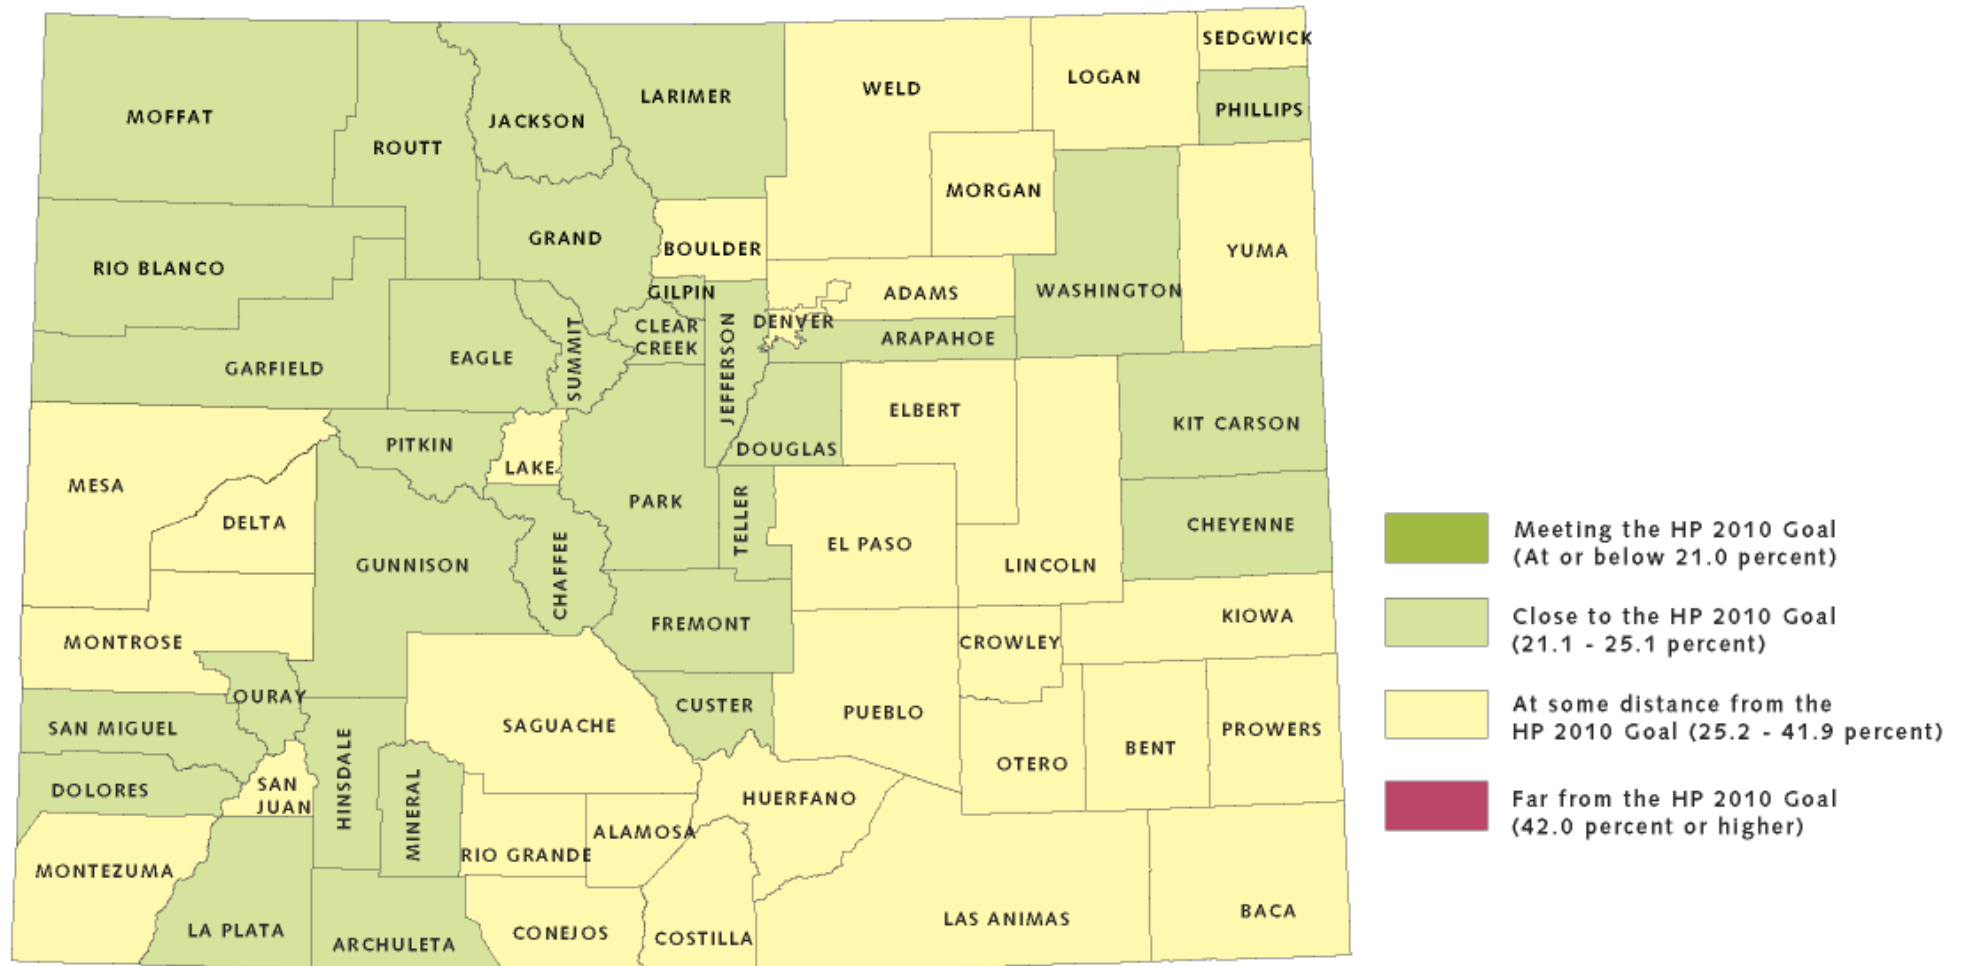 SEDGWICK
LOGAN
WELD
LARIMER
PHILLIPS
MOFFAT
JACKSON
ROUTT
MORGAN
GRAND
BOULDER
YUMA
RIO BLANCO
GILPIN
ADAMS
WASHINGTON
DENVER
CLEAR
CREEK
ARAPAHOE
EAGLE
SUMMIT
JEFFERSON
GARFIELD
ELBERT
KIT CARSON
PITKIN
DOUGLAS
LAKE
MESA
PARK
TELLER
DELTA
CHEYENNE
EL PASO
GUNNISON
CHAFFEE
LINCOLN
KIOWA
FREMONT
MONTROSE
CROWLEY
OURAY
CUSTER
PUEBLO
SAN MIGUEL
SAGUACHE
PROWERS
BENT
OTERO
HINSDALE
SAN
JUAN
DOLORES
HUERFANO
MINERAL
ALAMOSA
RIO GRANDE
MONTEZUMA
BACA
LAS ANIMAS
LA PLATA
CONEJOS
COSTILLA
ARCHULETA
Meeting the HP 2010 Goal
(At or below 21.0 percent)
Close to the HP 2010 Goal
(21.1 - 25.1 percent)
At some distance from the
HP 2010 Goal (25.2 - 41.9 percent)
Far from the HP 2010 Goal
(42.0 percent or higher)